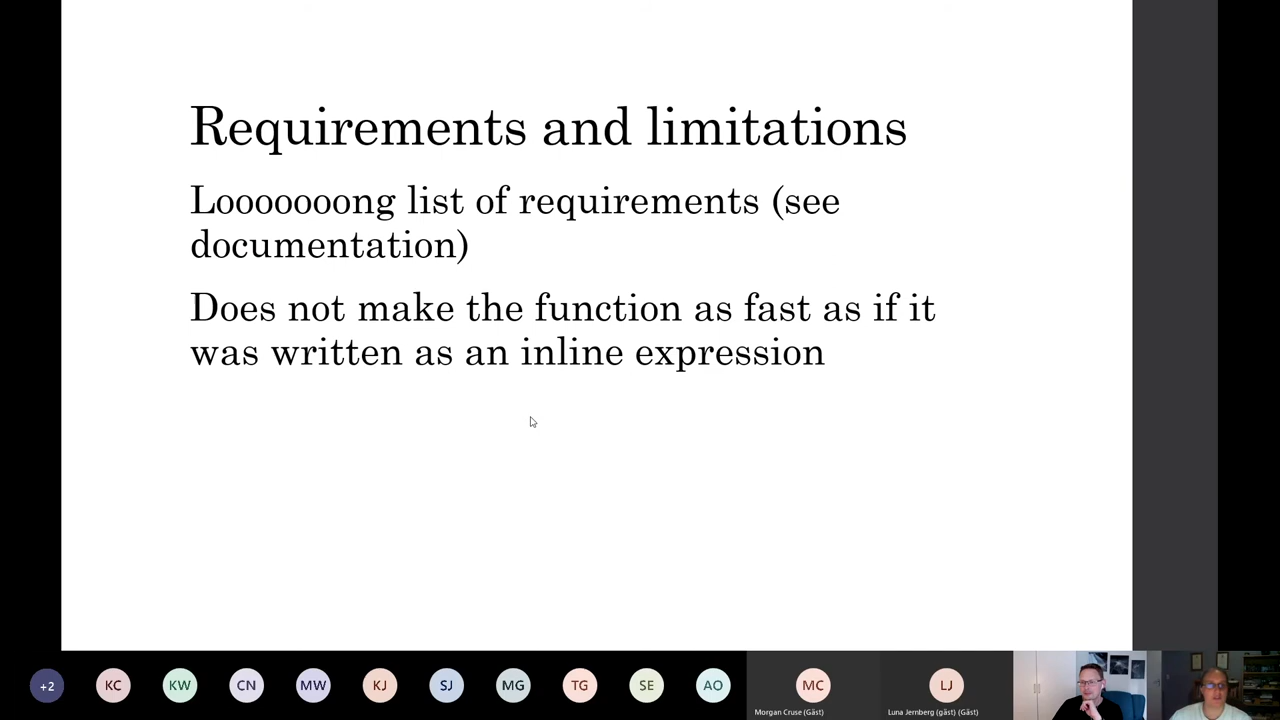 Requirements and limitations
Looooooong list of requirements (see
documentation)
Does not make the function as fast as if it
was written as an inline expression
+2
KC
KW
CN
MW
KJ
SJ
MG
TG
SE
AO
MC
LJ
Morgan Cruse (Gäst)
Luna Jernberg (gäst) (Gäst)